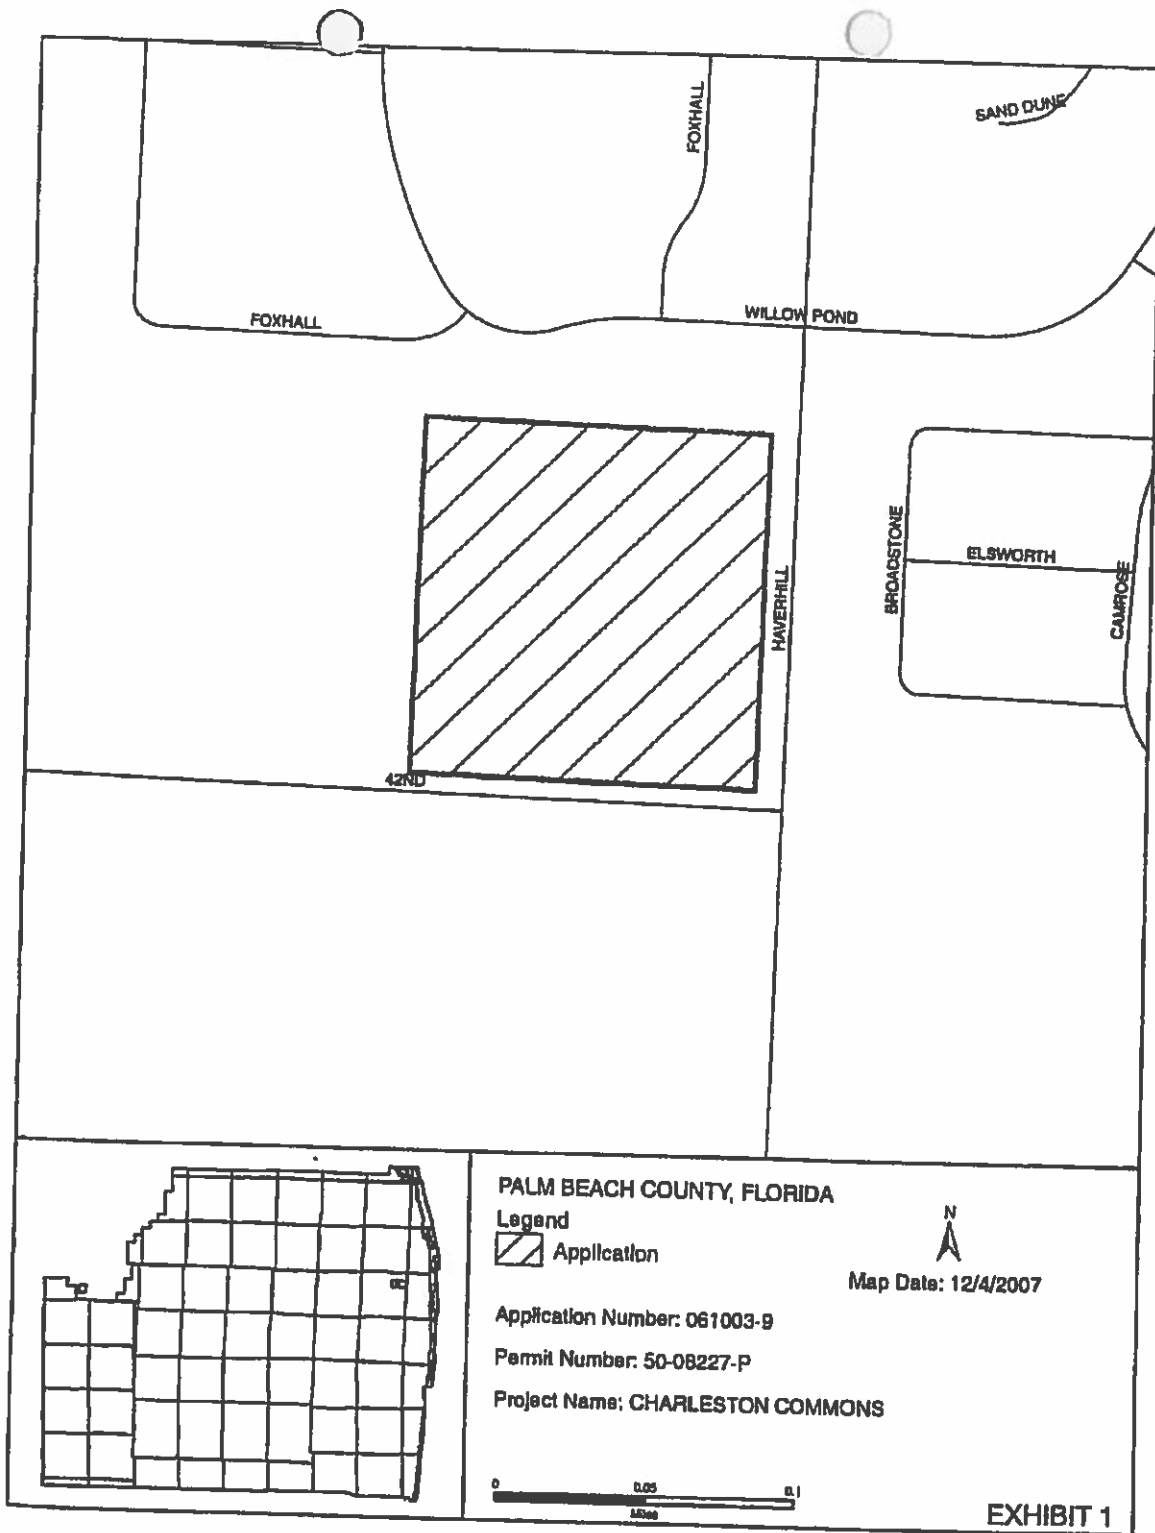 FOXHALL
SAND DUNE
FOXHALL
WILLOW POND
BROADSTONE
ELSWORTH
CAMROSE
HAVERHILL
42ND
PALM BEACH COUNTY, FLORIDA
Legend
Application
N
Map Date: 12/4/2007
Application Number: 061003-9
Permit Number: 50-08227-P
Project Name: CHARLESTON COMMONS
0 0.05 0.1
Miles
EXHIBIT 1